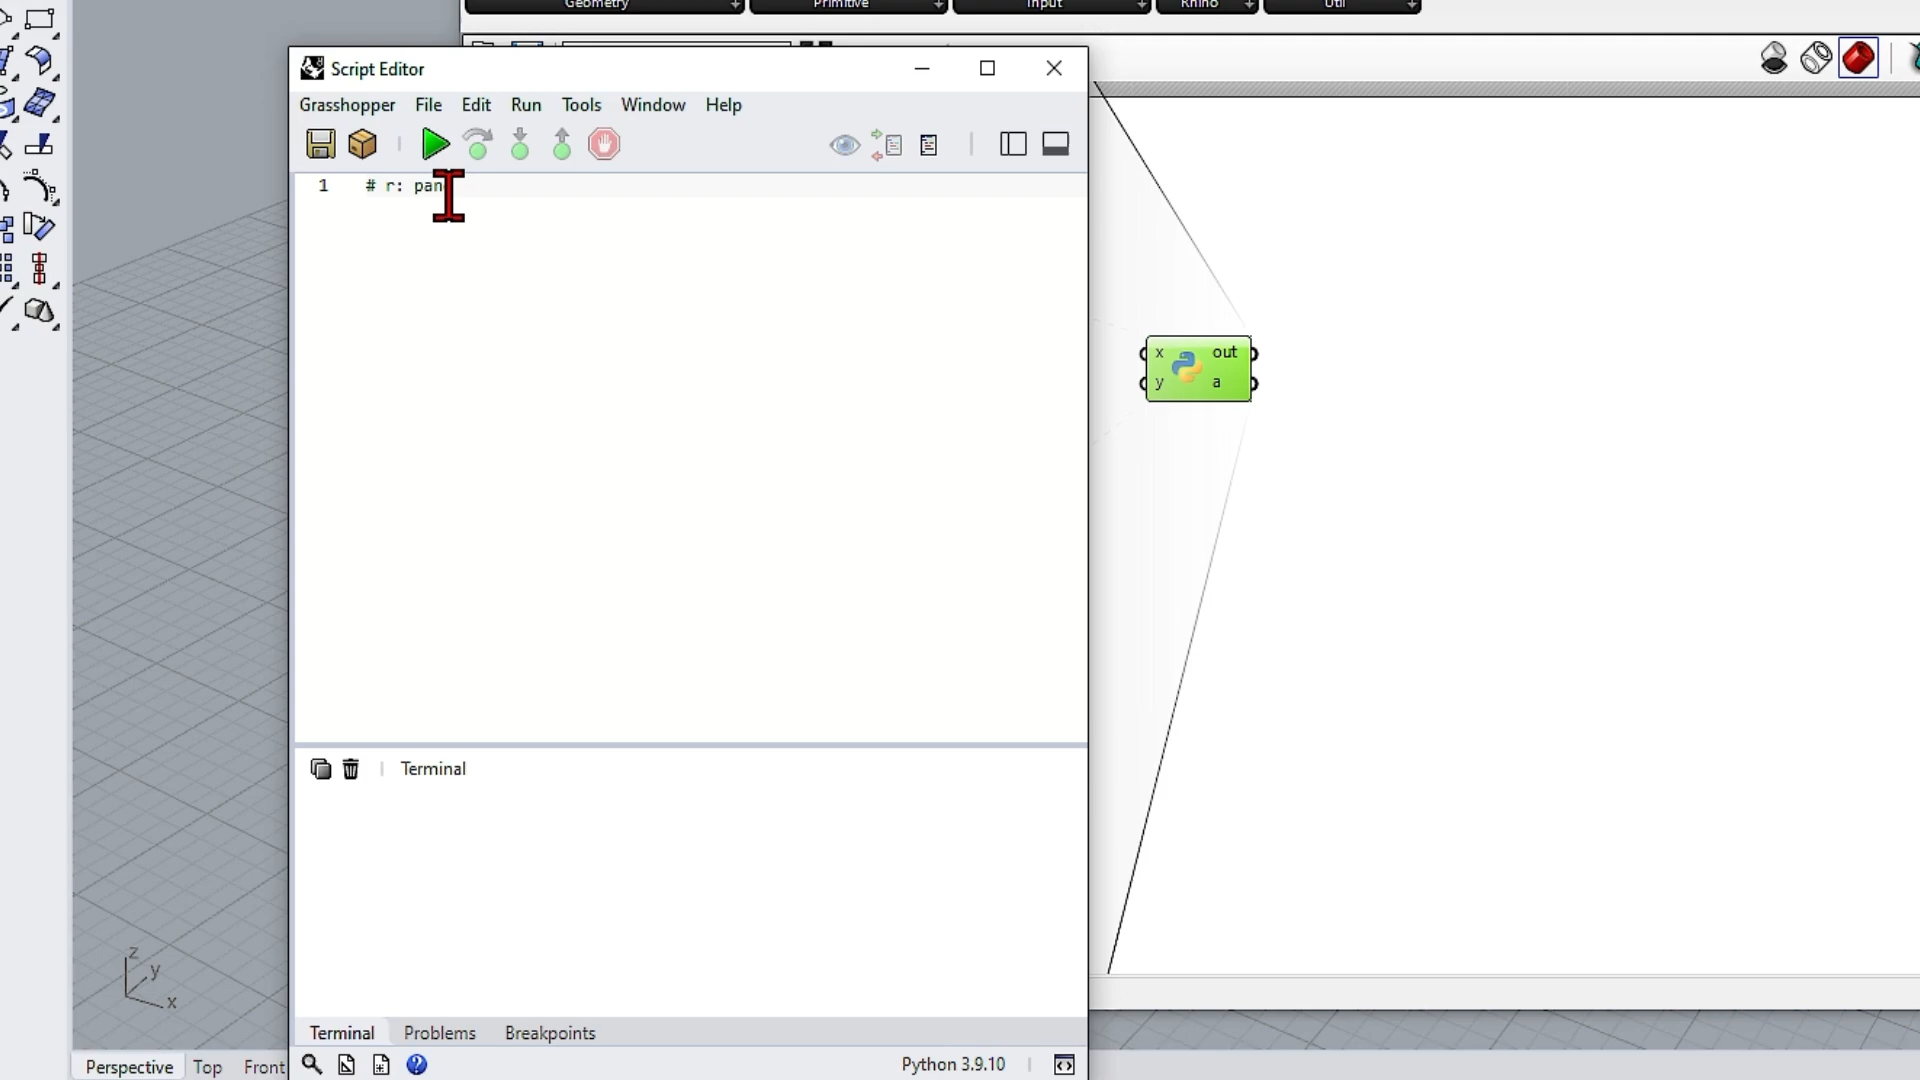 Geometry
Primitive
Input
Rhino
Util
Script Editor
Grasshopper File Edit Run Tools Window Help
1 # r: pan
x out
y a
Terminal
z
y
x
Terminal Problems Breakpoints
Python 3.9.10
Perspective Top Front